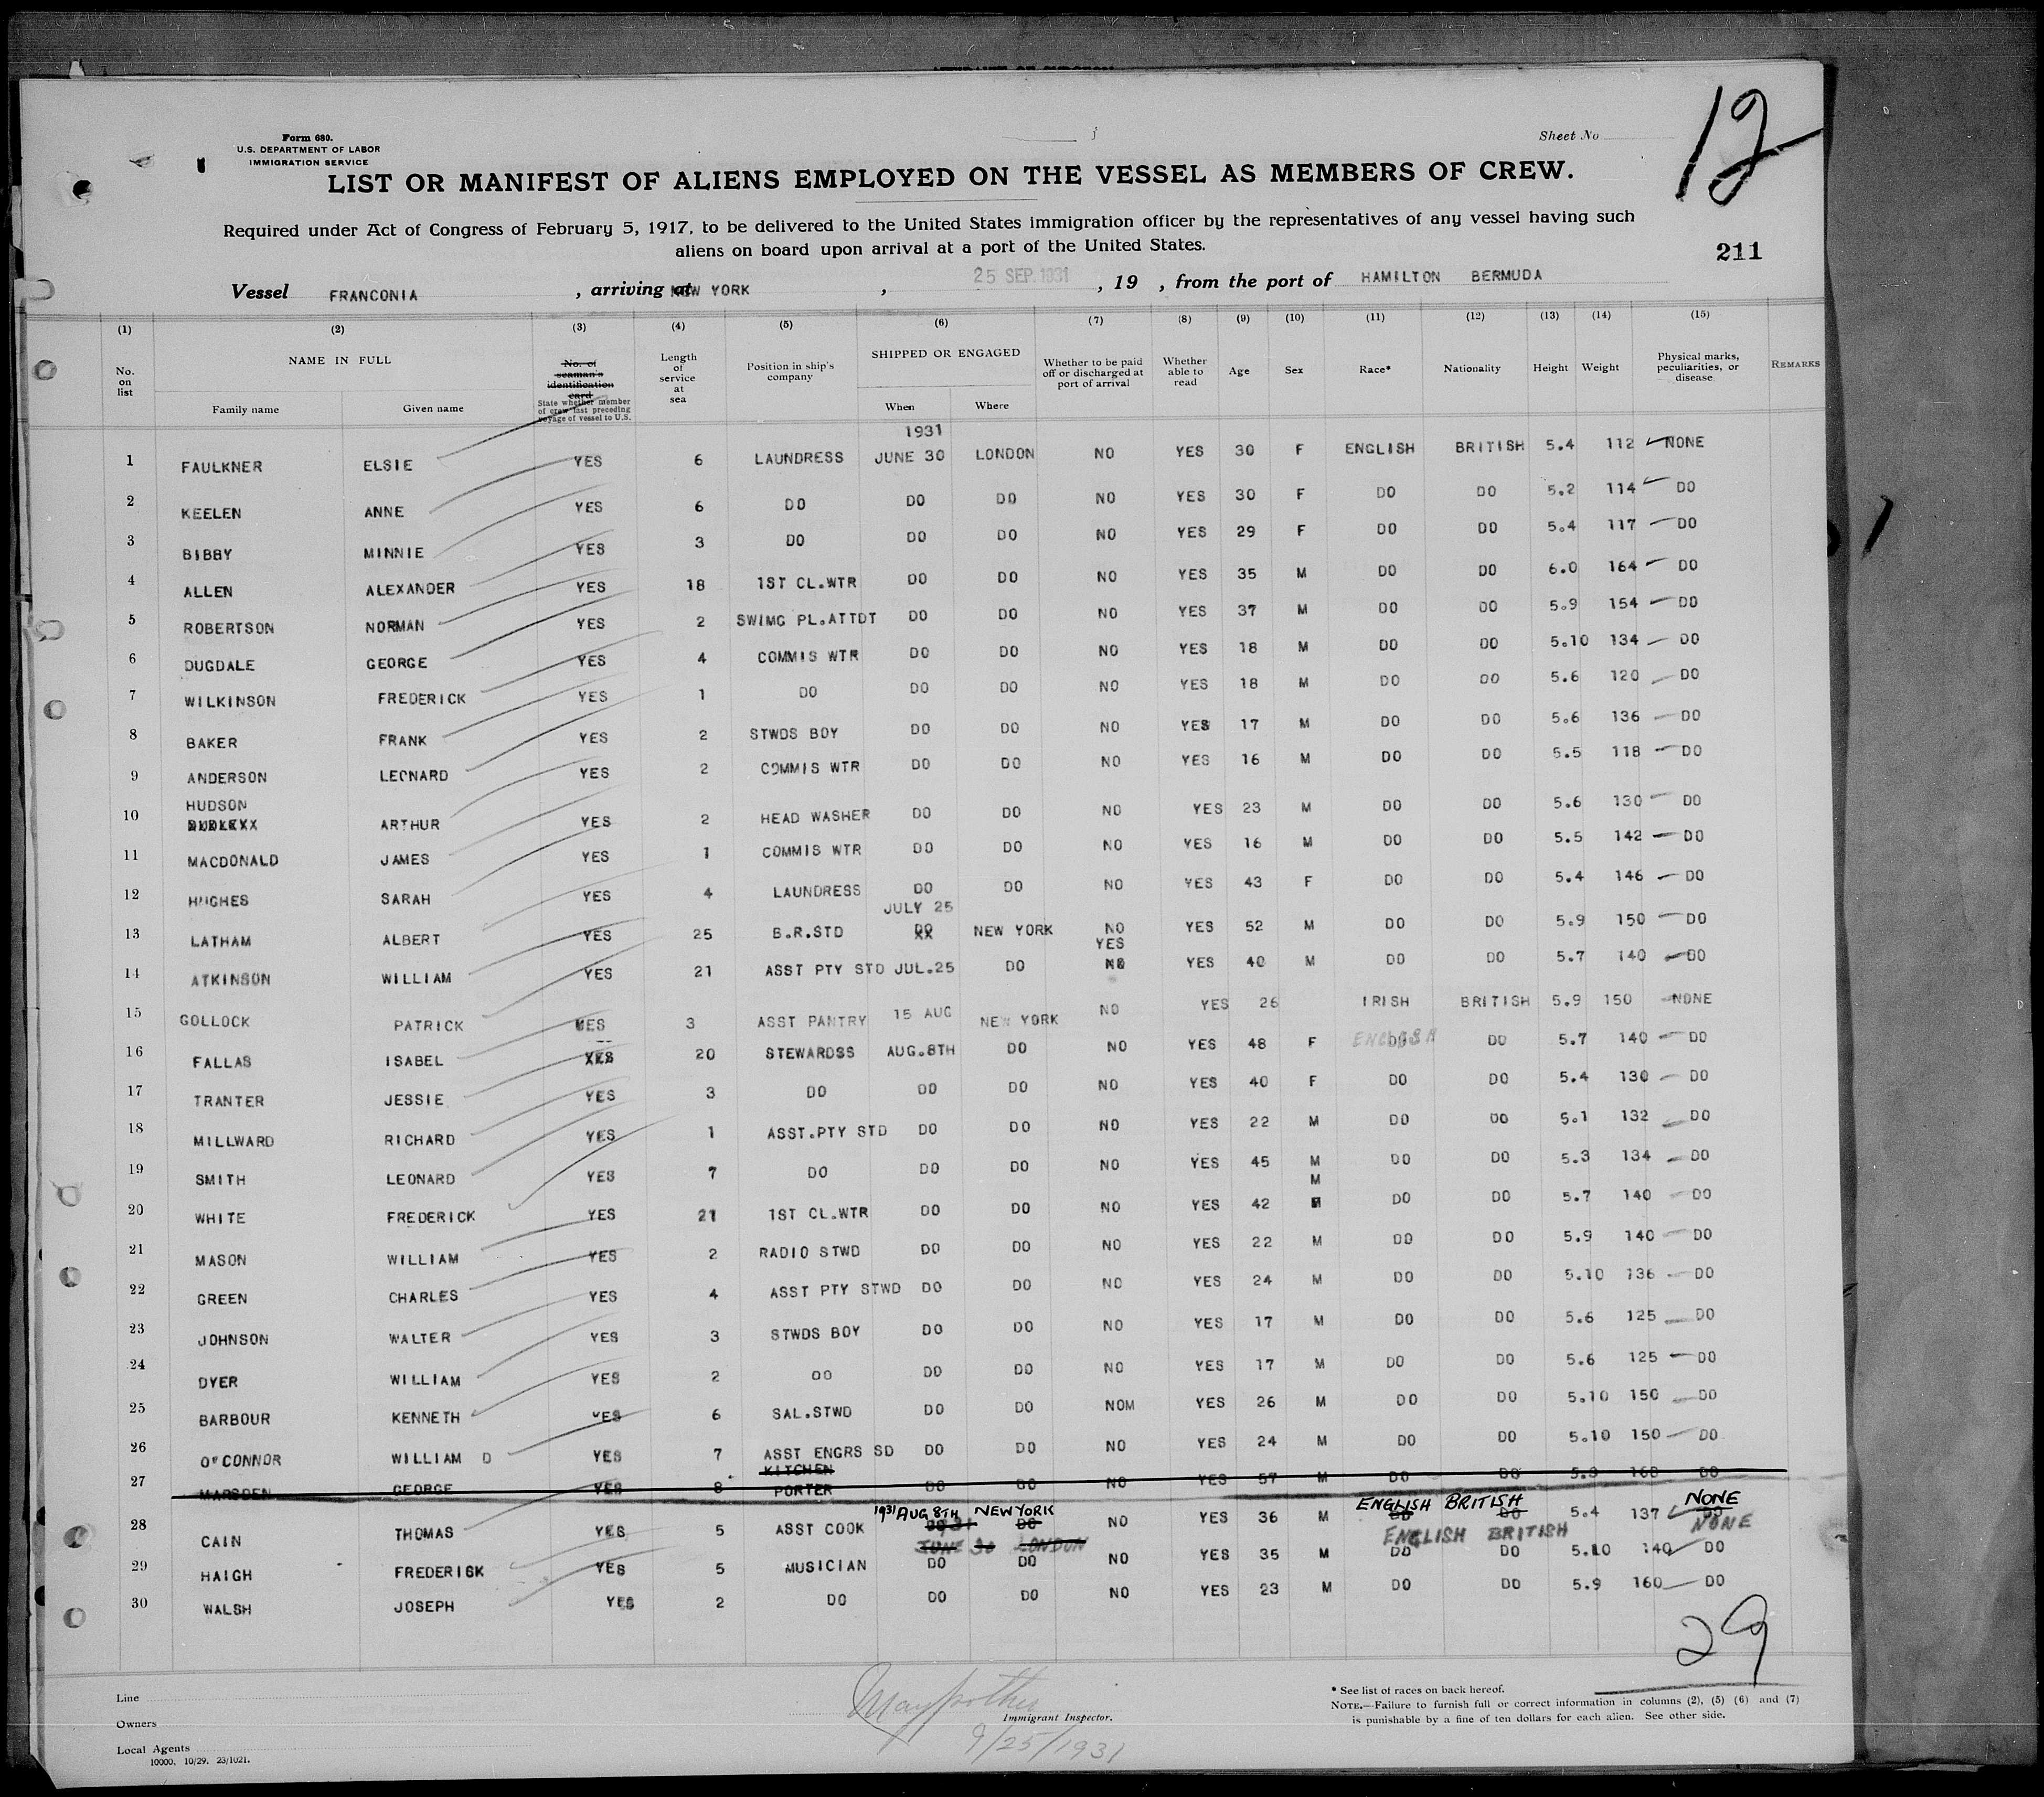 Form 680.
U.S. DEPARTMENT OF LABOR
IMMIGRATION SERVICE
Sheet No
12
LIST OR MANIFEST OF ALIENS EMPLOYED ON THE VESSEL AS MEMBERS OF CREW.
Required under Act of Congress of February 5, 1917, to be delivered to the United States immigration officer by the representatives of any vessel having such
aliens on board upon arrival at a port of the United States.
211
Vessel FRANCONIA , arriving at NEW YORK , 25 SEP. 1931 , 19 , from the port of HAMILTON BERMUDA
(1) (2) (3) (4) (5) (6) (7) (8) (9) (10) (11) (12) (13) (14) (15)
No. on list NAME IN FULL Family name Given name No. of seaman's identification card State whether member of crew last preceding voyage of vessel to U.S. Length of service at sea Position in ship's company SHIPPED OR ENGAGED When Where Whether to be paid off or discharged at port of arrival Whether able to read Age Sex Race* Nationality Height Weight Physical marks, peculiarities, or disease REMARKS
1931
1 FAULKNER ELSIE YES 6 LAUNDRESS JUNE 30 LONDON NO YES 30 F ENGLISH BRITISH 5.4 112 NONE
2 KEELEN ANNE YES 6 DO DO DO NO YES 30 F DO DO 5.2 114 DO
3 BIBBY MINNIE YES 3 DO DO DO NO YES 29 F DO DO 5.4 117 DO
4 ALLEN ALEXANDER YES 18 1ST CL.WTR DO DO NO YES 35 M DO DO 6.0 164 DO
5 ROBERTSON NORMAN YES 2 SWIMG PL.ATTDT DO DO NO YES 37 M DO DO 5.9 154 DO
6 DUGDALE GEORGE YES 4 COMMIS WTR DO DO NO YES 18 M DO DO 5.10 134 DO
7 WILKINSON FREDERICK YES 1 DO DO DO NO YES 18 M DO DO 5.6 120 DO
8 BAKER FRANK YES 2 STWDS BOY DO DO NO YES 17 M DO DO 5.6 136 DO
9 ANDERSON LEONARD YES 2 COMMIS WTR DO DO NO YES 16 M DO DO 5.5 118 DO
HUDSON
10 ARTHUR YES 2 HEAD WASHER DO DO NO YES 23 M DO DO 5.6 130 DO
11 MACDONALD JAMES YES 1 COMMIS WTR DO DO NO YES 16 M DO DO 5.5 142 DO
12 HUGHES SARAH YES 4 LAUNDRESS DO DO NO YES 43 F DO DO 5.4 146 DO
JULY 25
13 LATHAM ALBERT YES 25 B.R.STD DO NEW YORK NO YES 52 M DO DO 5.9 150 DO
YES
14 ATKINSON WILLIAM YES 21 ASST PTY STD JUL.25 DO NO YES 40 M DO DO 5.7 140 DO
15 GOLLOCK PATRICK YES 3 ASST PANTRY 15 AUG NEW YORK NO YES 26 IRISH BRITISH 5.9 150 NONE
16 FALLAS ISABEL YES 20 STEWARDSS AUG.8TH DO NO YES 48 F ENGLISH DO 5.7 140 DO
17 TRANTER JESSIE YES 3 DO DO DO NO YES 40 F DO DO 5.4 130 DO
18 MILLWARD RICHARD YES 1 ASST.PTY STD DO DO NO YES 22 M DO DO 5.1 132 DO
19 SMITH LEONARD YES 7 DO DO DO NO YES 45 M DO DO 5.3 134 DO
M
20 WHITE FREDERICK YES 21 1ST CL.WTR DO DO NO YES 42 DO DO 5.7 140 DO
21 MASON WILLIAM YES 2 RADIO STWD DO DO NO YES 22 M DO DO 5.9 140 DO
22 GREEN CHARLES YES 4 ASST PTY STWD DO DO NO YES 24 M DO DO 5.10 136 DO
23 JOHNSON WALTER YES 3 STWDS BOY DO DO NO YES 17 M DO DO 5.6 125 DO
24 DYER WILLIAM YES 2 DO DO DO NO YES 17 M DO DO 5.6 125 DO
25 BARBOUR KENNETH YES 6 SAL.STWD DO DO NOM YES 26 M DO DO 5.10 150 DO
26 O'CONNOR WILLIAM D YES 7 ASST ENGRS SD DO DO NO YES 24 M DO DO 5.10 150 DO
KITCHEN
27 MARSDEN GEORGE YES 8 PORTER DO DO NO YES 57 M DO DO 5.3 160 DO
1931 AUG 8TH NEW YORK ENGLISH BRITISH NONE
28 CAIN THOMAS YES 5 ASST COOK DO DO NO YES 36 M DO DO 5.4 137 DO
JUNE 30 LONDON ENGLISH BRITISH NONE
29 HAIGH FREDERICK YES 5 MUSICIAN DO DO NO YES 35 M DO DO 5.10 140 DO
30 WALSH JOSEPH YES 2 DO DO DO NO YES 23 M DO DO 5.9 160 DO
29
Line
Owners
Local Agents
10000. 10/29. 23/1021.
Immigrant Inspector.
9/25/1931
* See list of races on back hereof.
NOTE.—Failure to furnish full or correct information in columns (2), (5) (6) and (7)
is punishable by a fine of ten dollars for each alien. See other side.